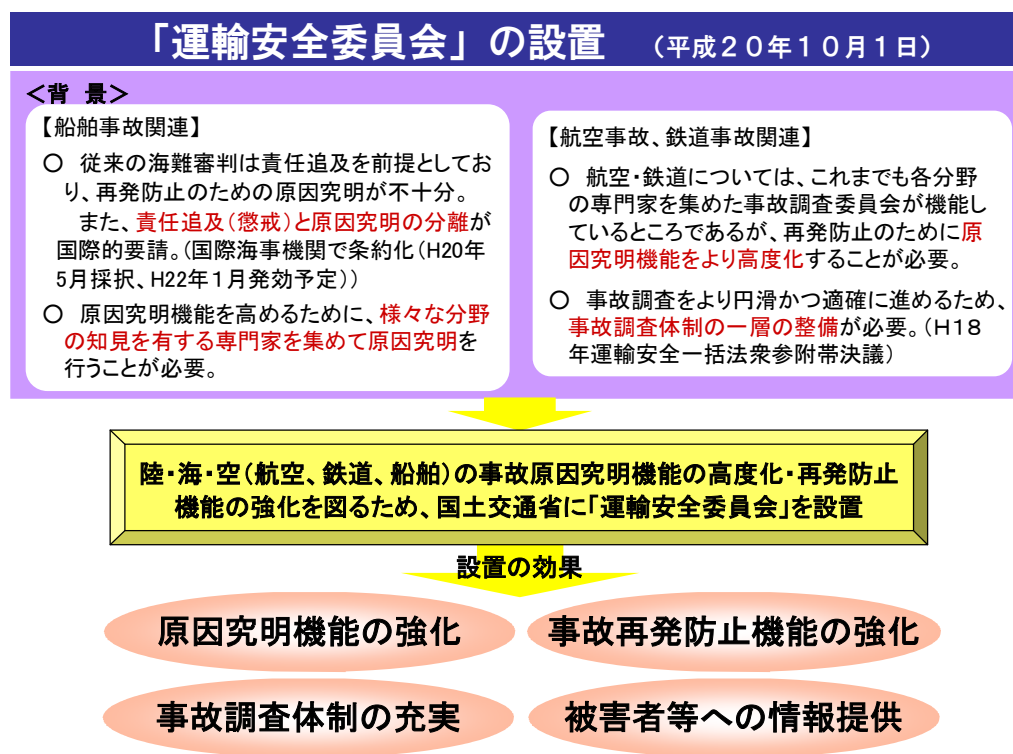 「運輸安全委員会」の設置 （平成２０年１０月１日）
＜背 景＞
【船舶事故関連】
○ 従来の海難審判は責任追及を前提としてお
り、再発防止のための原因究明が不十分。
また、責任追及（懲戒）と原因究明の分離が
国際的要請。（国際海事機関で条約化（H20年
5月採択、H22年１月発効予定））
○ 原因究明機能を高めるために、様々な分野
の知見を有する専門家を集めて原因究明を
行うことが必要。
【航空事故、鉄道事故関連】
○ 航空・鉄道については、これまでも各分野
の専門家を集めた事故調査委員会が機能し
ているところであるが、再発防止のために原
因究明機能をより高度化することが必要。
○ 事故調査をより円滑かつ適確に進めるため、
事故調査体制の一層の整備が必要。（H１８
年運輸安全一括法衆参附帯決議）
陸・海・空（航空、鉄道、船舶）の事故原因究明機能の高度化・再発防止
機能の強化を図るため、国土交通省に「運輸安全委員会」を設置
設置の効果
原因究明機能の強化
事故再発防止機能の強化
事故調査体制の充実
被害者等への情報提供